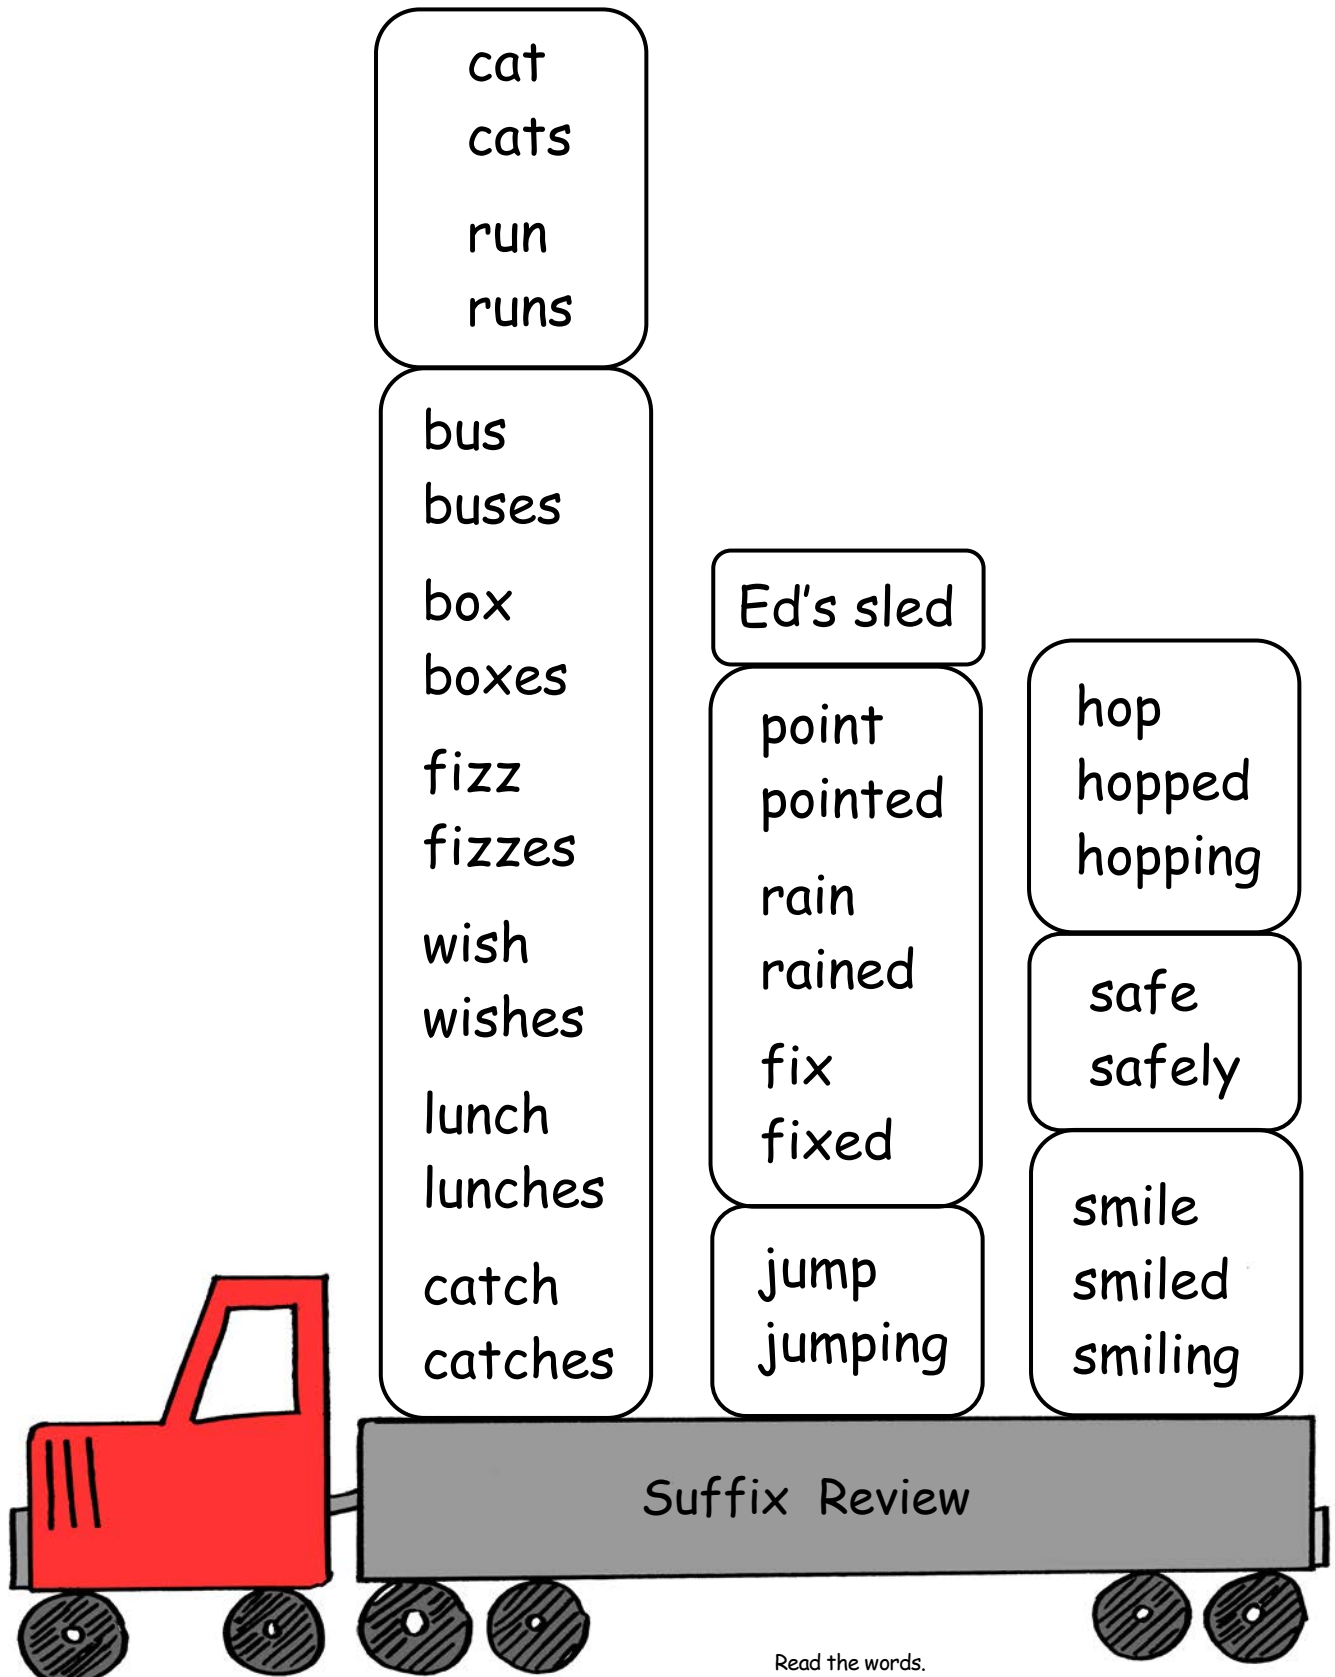 cat
cats
run
runs
bus
buses
box
boxes
fizz
fizzes
wish
wishes
lunch
lunches
catch
catches
Ed's sled
point
pointed
rain
rained
fix
fixed
jump
jumping
hop
hopped
hopping
safe
safely
smile
smiled
smiling
Suffix Review
Read the words.